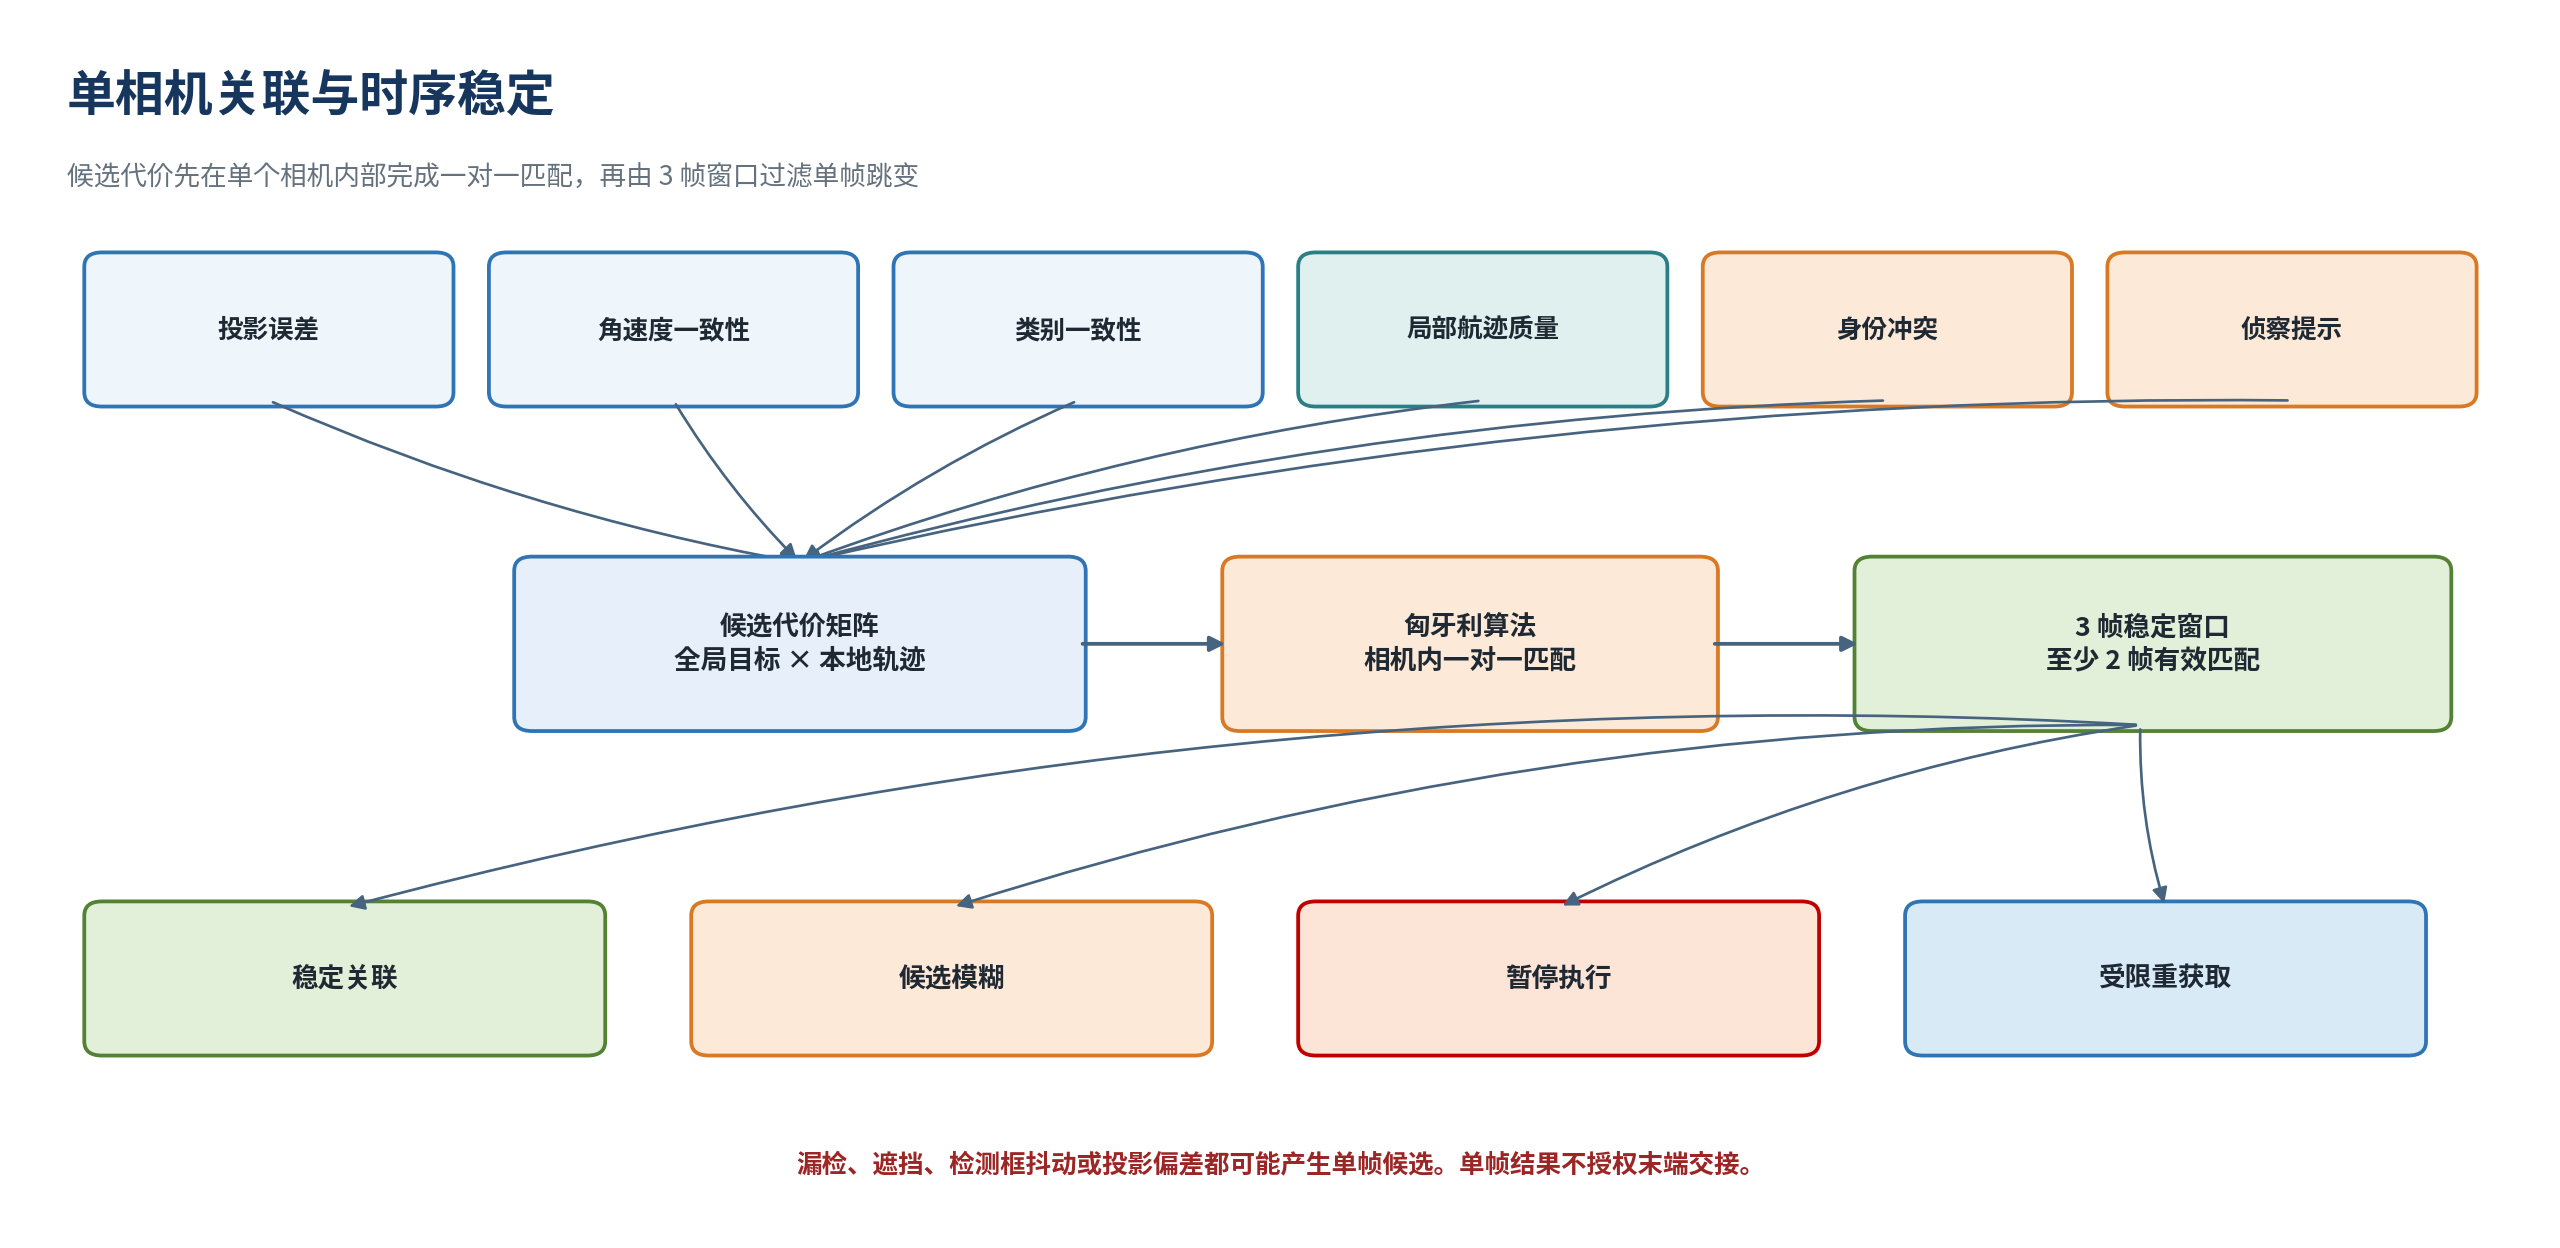 单相机关联与时序稳定
候选代价先在单个相机内部完成一对一匹配，再由 3 帧窗口过滤单帧跳变
投影误差
角速度一致性
类别一致性
局部航迹质量
身份冲突
侦察提示
候选代价矩阵
全局目标 × 本地轨迹
匈牙利算法
相机内一对一匹配
3 帧稳定窗口
至少 2 帧有效匹配
稳定关联
候选模糊
暂停执行
受限重获取
漏检、遮挡、检测框抖动或投影偏差都可能产生单帧候选。单帧结果不授权末端交接。